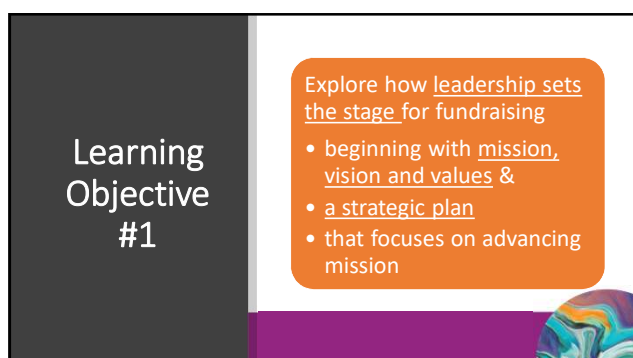 Learning
Objective
#1
Explore how leadership sets
the stage for fundraising
• beginning with mission,
vision and values &
• a strategic plan
• that focuses on advancing
mission